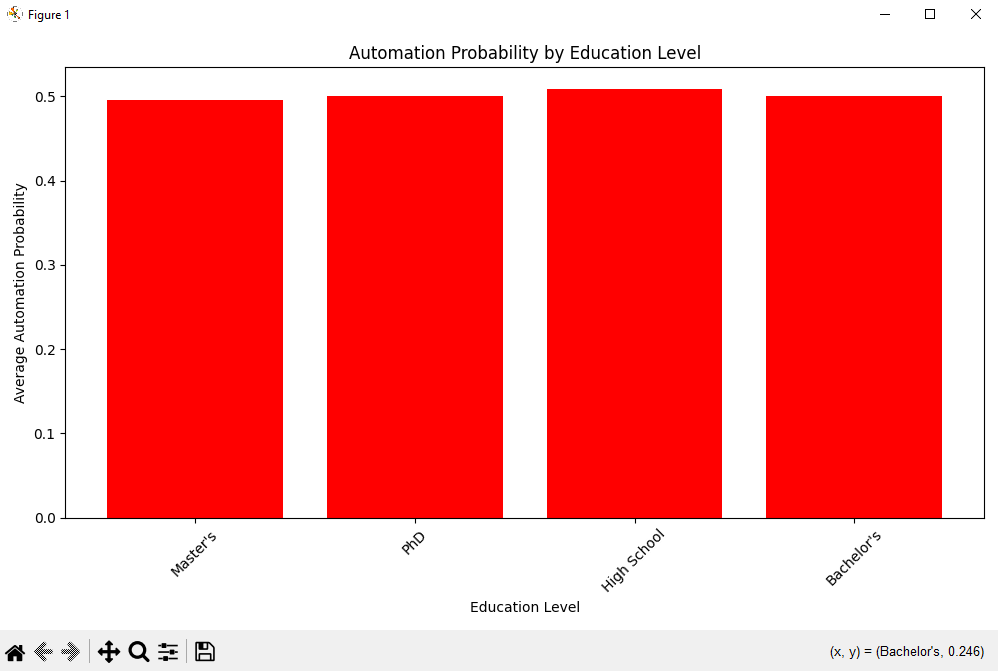 Figure 1
Automation Probability by Education Level
Average Automation Probability
0.5
0.4
0.3
0.2
0.1
0.0
Master's
PhD
High School
Bachelor's
Education Level
(x, y) = (Bachelor's, 0.246)